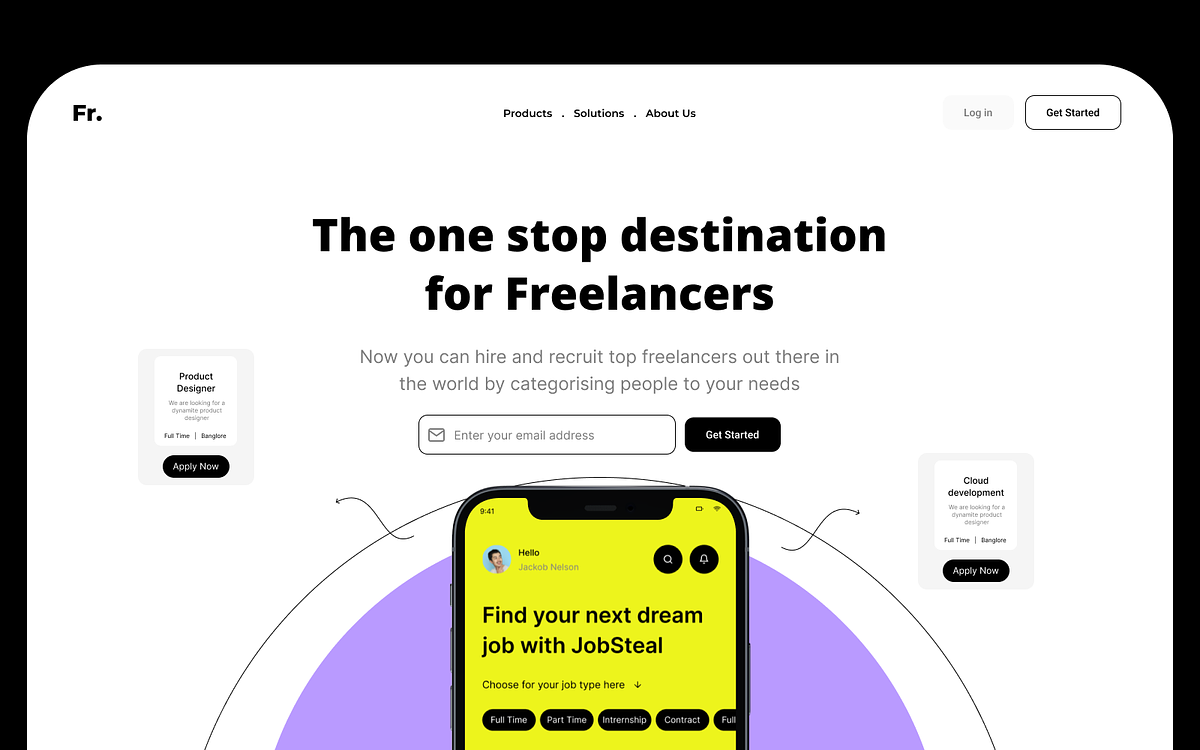 Fr.
Products . Solutions . About Us
Log in
Get Started
The one stop destination
for Freelancers
Now you can hire and recruit top freelancers out there in
the world by categorising people to your needs
Enter your email address
Get Started
Product
Designer
We are looking for a
dynamite product
designer
Full Time | Banglore
Apply Now
Cloud
development
We are looking for a
dynamite product
designer
Full Time | Banglore
Apply Now
9:41
Hello
Jackob Nelson
Find your next dream
job with JobSteal
Choose for your job type here ↓
Full Time
Part Time
Internship
Contract
Full